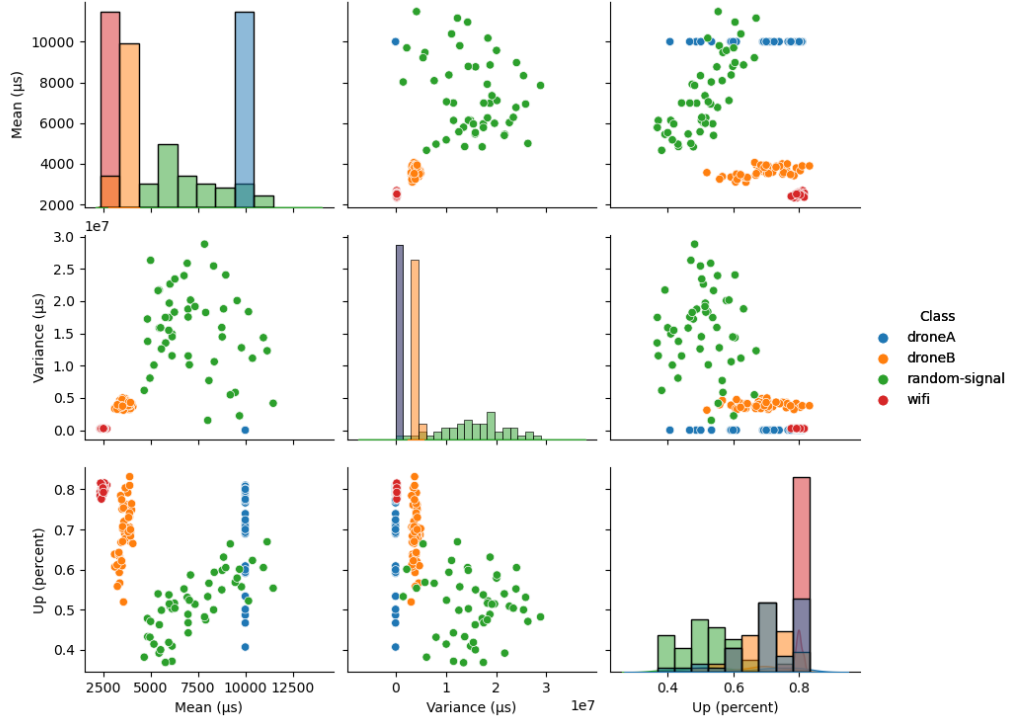 Mean (µs)
10000
8000
6000
4000
2000
1e7
Variance (µs)
3.0
2.5
2.0
1.5
1.0
0.5
0.0
Class
droneA
droneB
random-signal
wifi
Up (percent)
0.8
0.7
0.6
0.5
0.4
2500 5000 7500 10000 12500
Mean (µs)
0 1 2 3
Variance (µs) 1e7
0.4 0.6 0.8
Up (percent)